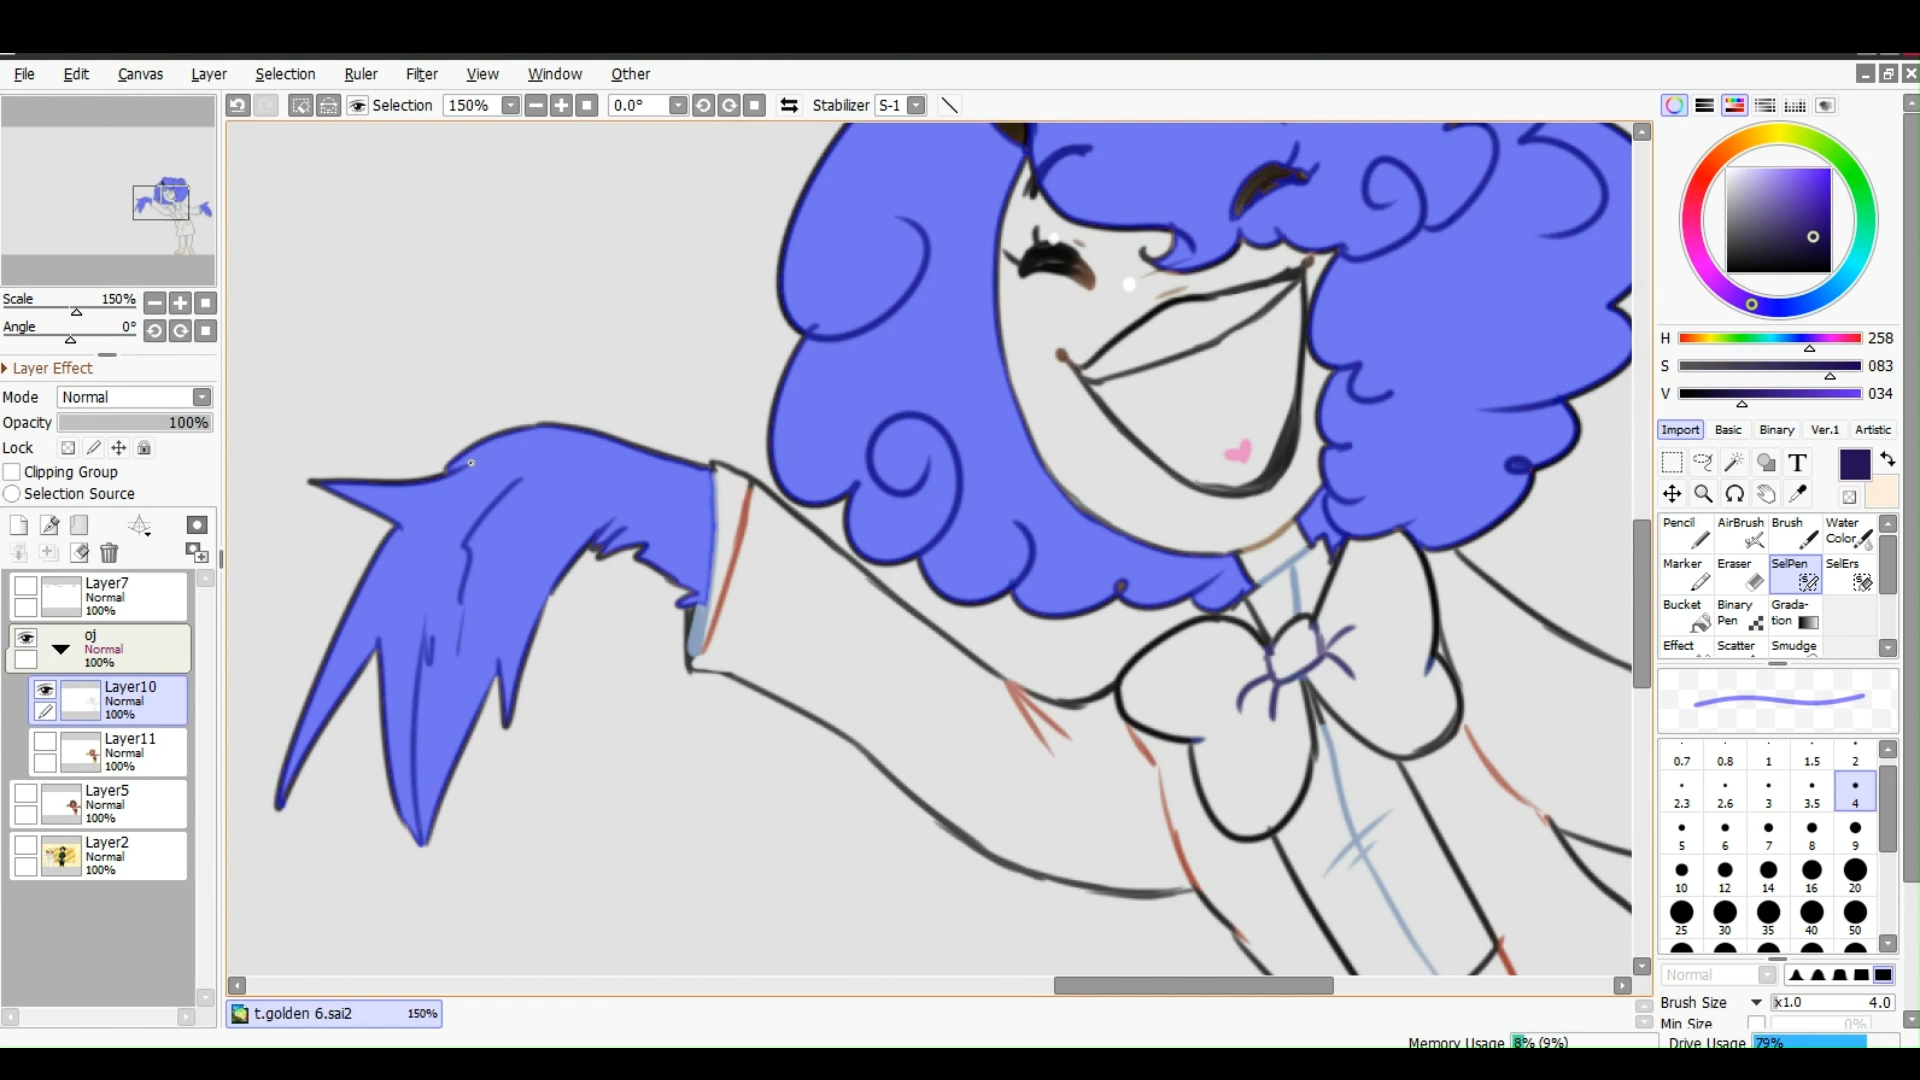 File Edit Canvas Layer Selection Ruler Filter View Window Other
Selection 150% 0.0° Stabilizer S-1
Scale 150%
Angle 0°
Layer Effect
Mode Normal
Opacity 100%
Lock
Clipping Group
Selection Source
Layer7
Normal
100%
oj
Normal
100%
Layer10
Normal
100%
Layer11
Normal
100%
Layer5
Normal
100%
Layer2
Normal
100%
t.golden 6.sai2 150%
H 258
S 083
V 034
Import Basic Binary Ver.1 Artistic
T
Pencil AirBrush Brush Water Color
Marker Eraser SelPen SelErs
Bucket Binary Pen Grada-tion
Effect Scatter Smudge
0.7 0.8 1 1.5 2
2.3 2.6 3 3.5 4
5 6 7 8 9
10 12 14 16 20
25 30 35 40 50
Normal
Brush Size x1.0 4.0
Min Size 0%
Memory Usage 8% (9%) Drive Usage 79%